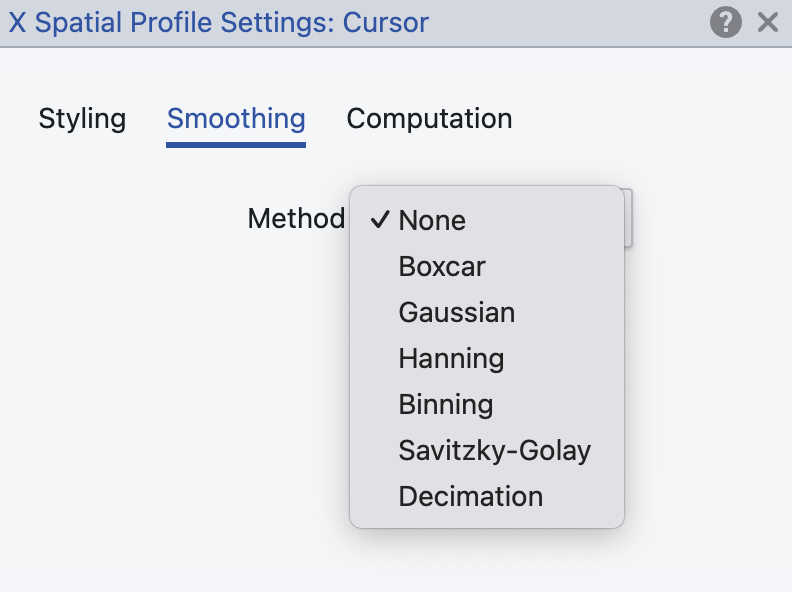 X Spatial Profile Settings: Cursor ?
Styling Smoothing Computation
Method ✓ None
Boxcar
Gaussian
Hanning
Binning
Savitzky-Golay
Decimation